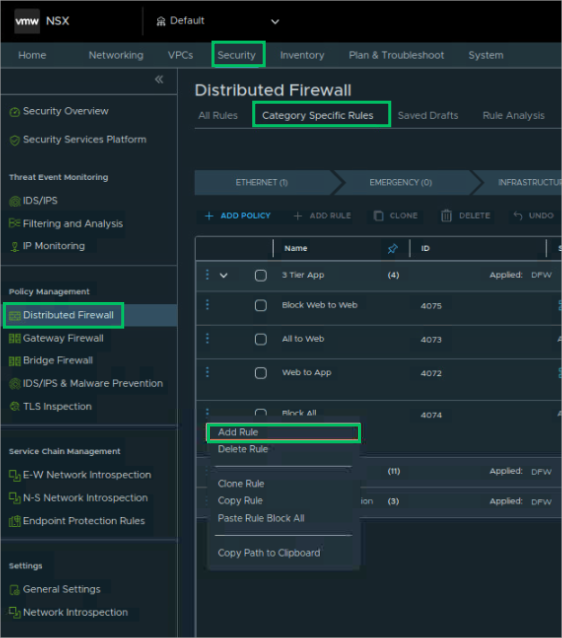 vmw NSX Default
Home Networking VPCs Security Inventory Plan & Troubleshoot System
Security Overview
Security Services Platform
Threat Event Monitoring
IDS/IPS
Filtering and Analysis
IP Monitoring
Policy Management
Distributed Firewall
Gateway Firewall
Bridge Firewall
IDS/IPS & Malware Prevention
TLS Inspection
Service Chain Management
E-W Network Introspection
N-S Network Introspection
Endpoint Protection Rules
Settings
General Settings
Network Introspection
Distributed Firewall
All Rules Category Specific Rules Saved Drafts Rule Analysis
ETHERNET (1) EMERGENCY (0) INFRASTRUCTUR
+ ADD POLICY + ADD RULE CLONE DELETE UNDO
Name ID S
3 Tier App (4) Applied: DFW
Block Web to Web 4075
All to Web 4073
Web to App 4072
Block All 4074
Add Rule
Delete Rule
(11) Applied: DFW
Clone Rule
Copy Rule
tion (3) Applied: DFW
Paste Rule Block All
Copy Path to Clipboard